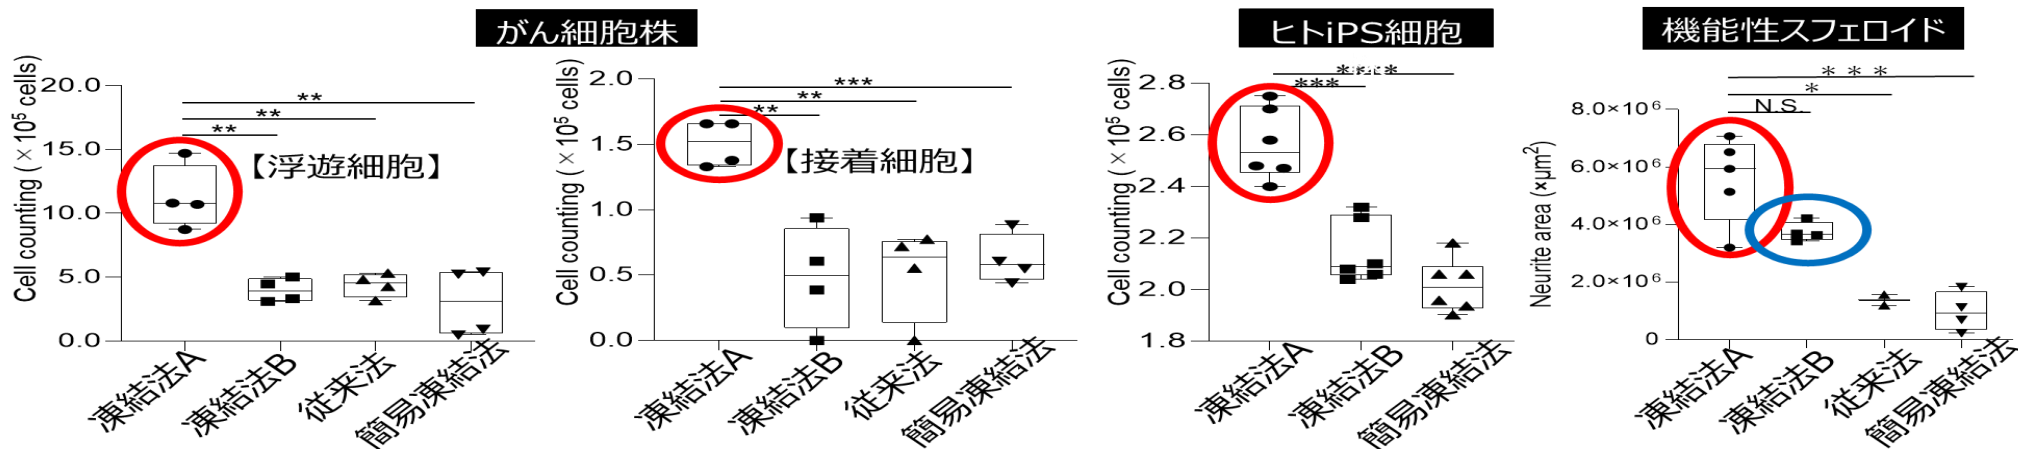 がん細胞株
Cell counting (×10⁵ cells)
20.0
15.0
10.0
5.0
0.0
**
**
**
【浮遊細胞】
凍結法A
凍結法B
従来法
簡易凍結法
Cell counting (×10⁵ cells)
2.0
1.5
1.0
0.5
0.0
***
**
**
【接着細胞】
凍結法A
凍結法B
従来法
簡易凍結法
ヒトiPS細胞
Cell counting (×10⁵ cells)
2.8
2.6
2.4
2.2
2.0
1.8
****
***
凍結法A
凍結法B
簡易凍結法
機能性スフェロイド
Neurite area (×μm²)
8.0×10⁶
6.0×10⁶
4.0×10⁶
2.0×10⁶
0
***
*
N.S.
凍結法A
凍結法B
従来法
簡易凍結法